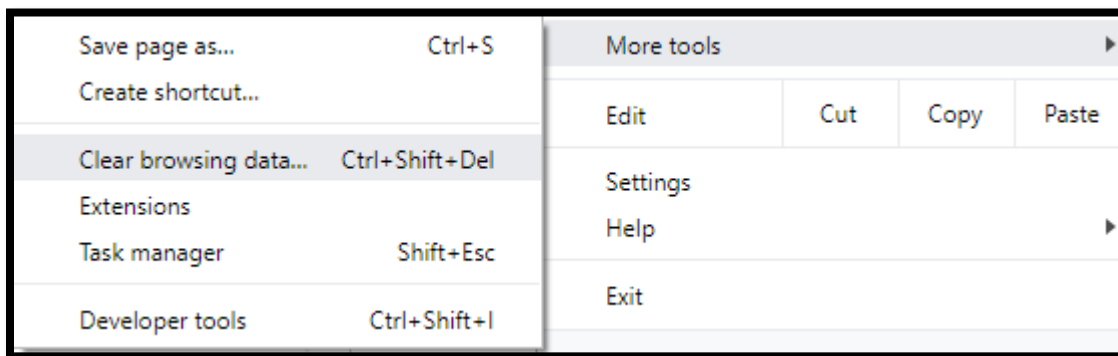 Save page as... Ctrl+S
Create shortcut...
Clear browsing data... Ctrl+Shift+Del
Extensions
Task manager Shift+Esc
Developer tools Ctrl+Shift+I
More tools
Edit Cut Copy Paste
Settings
Help
Exit